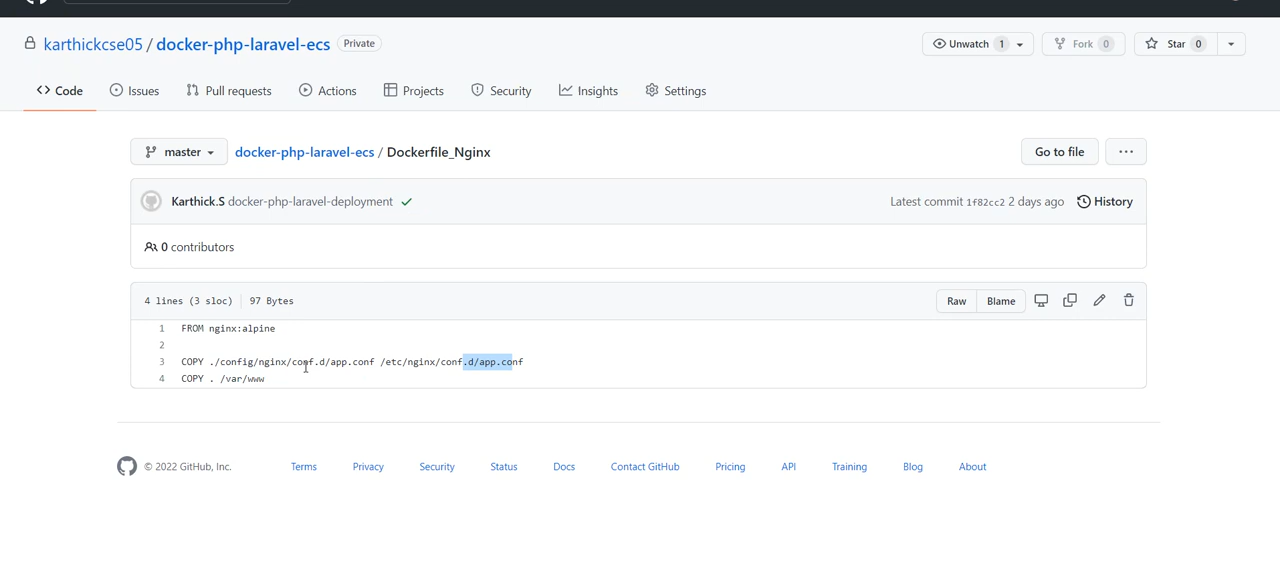 karthickcse05 / docker-php-laravel-ecs Private Unwatch 1 Fork 0 Star 0
Code Issues Pull requests Actions Projects Security Insights Settings
master docker-php-laravel-ecs / Dockerfile_Nginx Go to file ...
Karthick.S docker-php-laravel-deployment Latest commit 1f82cc2 2 days ago History
0 contributors
4 lines (3 sloc) 97 Bytes Raw Blame
1 FROM nginx:alpine
2
3 COPY ./config/nginx/conf.d/app.conf /etc/nginx/conf.d/app.conf
4 COPY . /var/www
© 2022 GitHub, Inc. Terms Privacy Security Status Docs Contact GitHub Pricing API Training Blog About